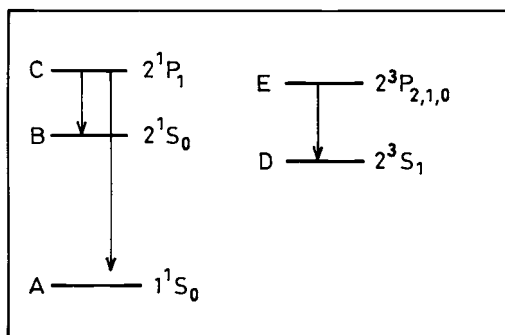 C 2¹P₁
B 2¹S₀
A 1¹S₀
E 2³P₂,₁,₀
D 2³S₁